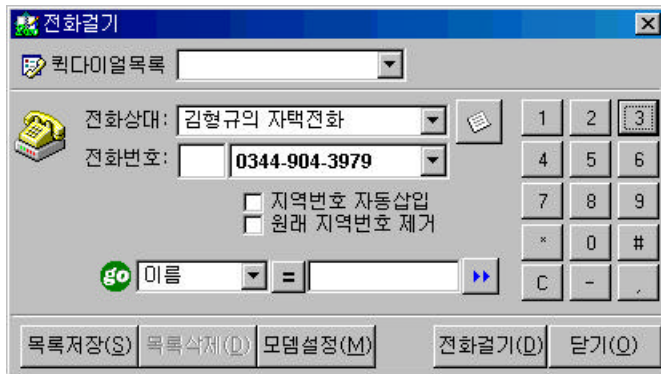 전화걸기
퀵다이얼목록
전화상대: 김형규의 자택전화
전화번호: 0344-904-3979
지역번호 자동삽입
원래 지역번호 제거
go 이름 =
1 2 3
4 5 6
7 8 9
* 0 #
C - ,
목록저장(S) 목록삭제(D) 모뎀설정(M) 전화걸기(D) 닫기(O)